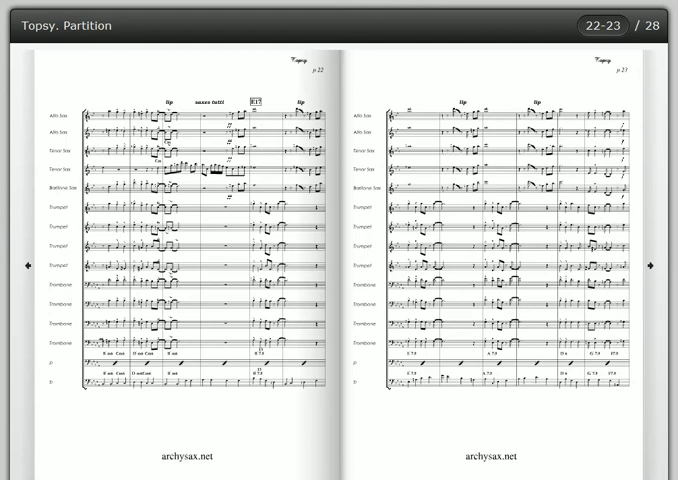 Topsy. Partition
22-23 / 28
Topsy
p 22
lip saxes tutti E17 lip
Alto Sax
Alto Sax
Tenor Sax
Tenor Sax
Baritone Sax
Trumpet
Trumpet
Trumpet
Trumpet
Trombone
Trombone
Trombone
Trombone
archysax.net
Topsy
p 23
lip lip
Alto Sax
Alto Sax
Tenor Sax
Tenor Sax
Baritone Sax
Trumpet
Trumpet
Trumpet
Trumpet
Trombone
Trombone
Trombone
Trombone
archysax.net